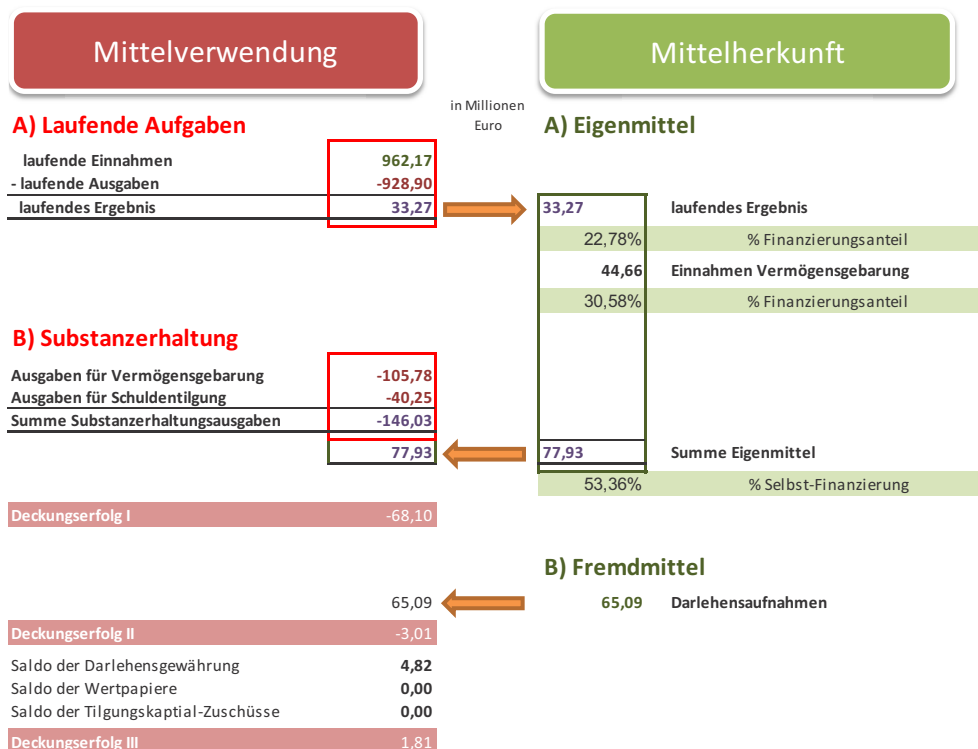 Mittelverwendung
Mittelherkunft
in Millionen
Euro
A) Laufende Aufgaben
A) Eigenmittel
laufende Einnahmen 962,17
- laufende Ausgaben -928,90
laufendes Ergebnis 33,27 33,27 laufendes Ergebnis
22,78% % Finanzierungsanteil
44,66 Einnahmen Vermögensgebarung
30,58% % Finanzierungsanteil
B) Substanzerhaltung
Ausgaben für Vermögensgebarung -105,78
Ausgaben für Schuldentilgung -40,25
Summe Substanzerhaltungsausgaben -146,03
77,93 77,93 Summe Eigenmittel
53,36% % Selbst-Finanzierung
Deckungserfolg I -68,10
B) Fremdmittel
65,09 65,09 Darlehensaufnahmen
Deckungserfolg II -3,01
Saldo der Darlehensgewährung 4,82
Saldo der Wertpapiere 0,00
Saldo der Tilgungskaptial-Zuschüsse 0,00
Deckungserfolg III 1,81